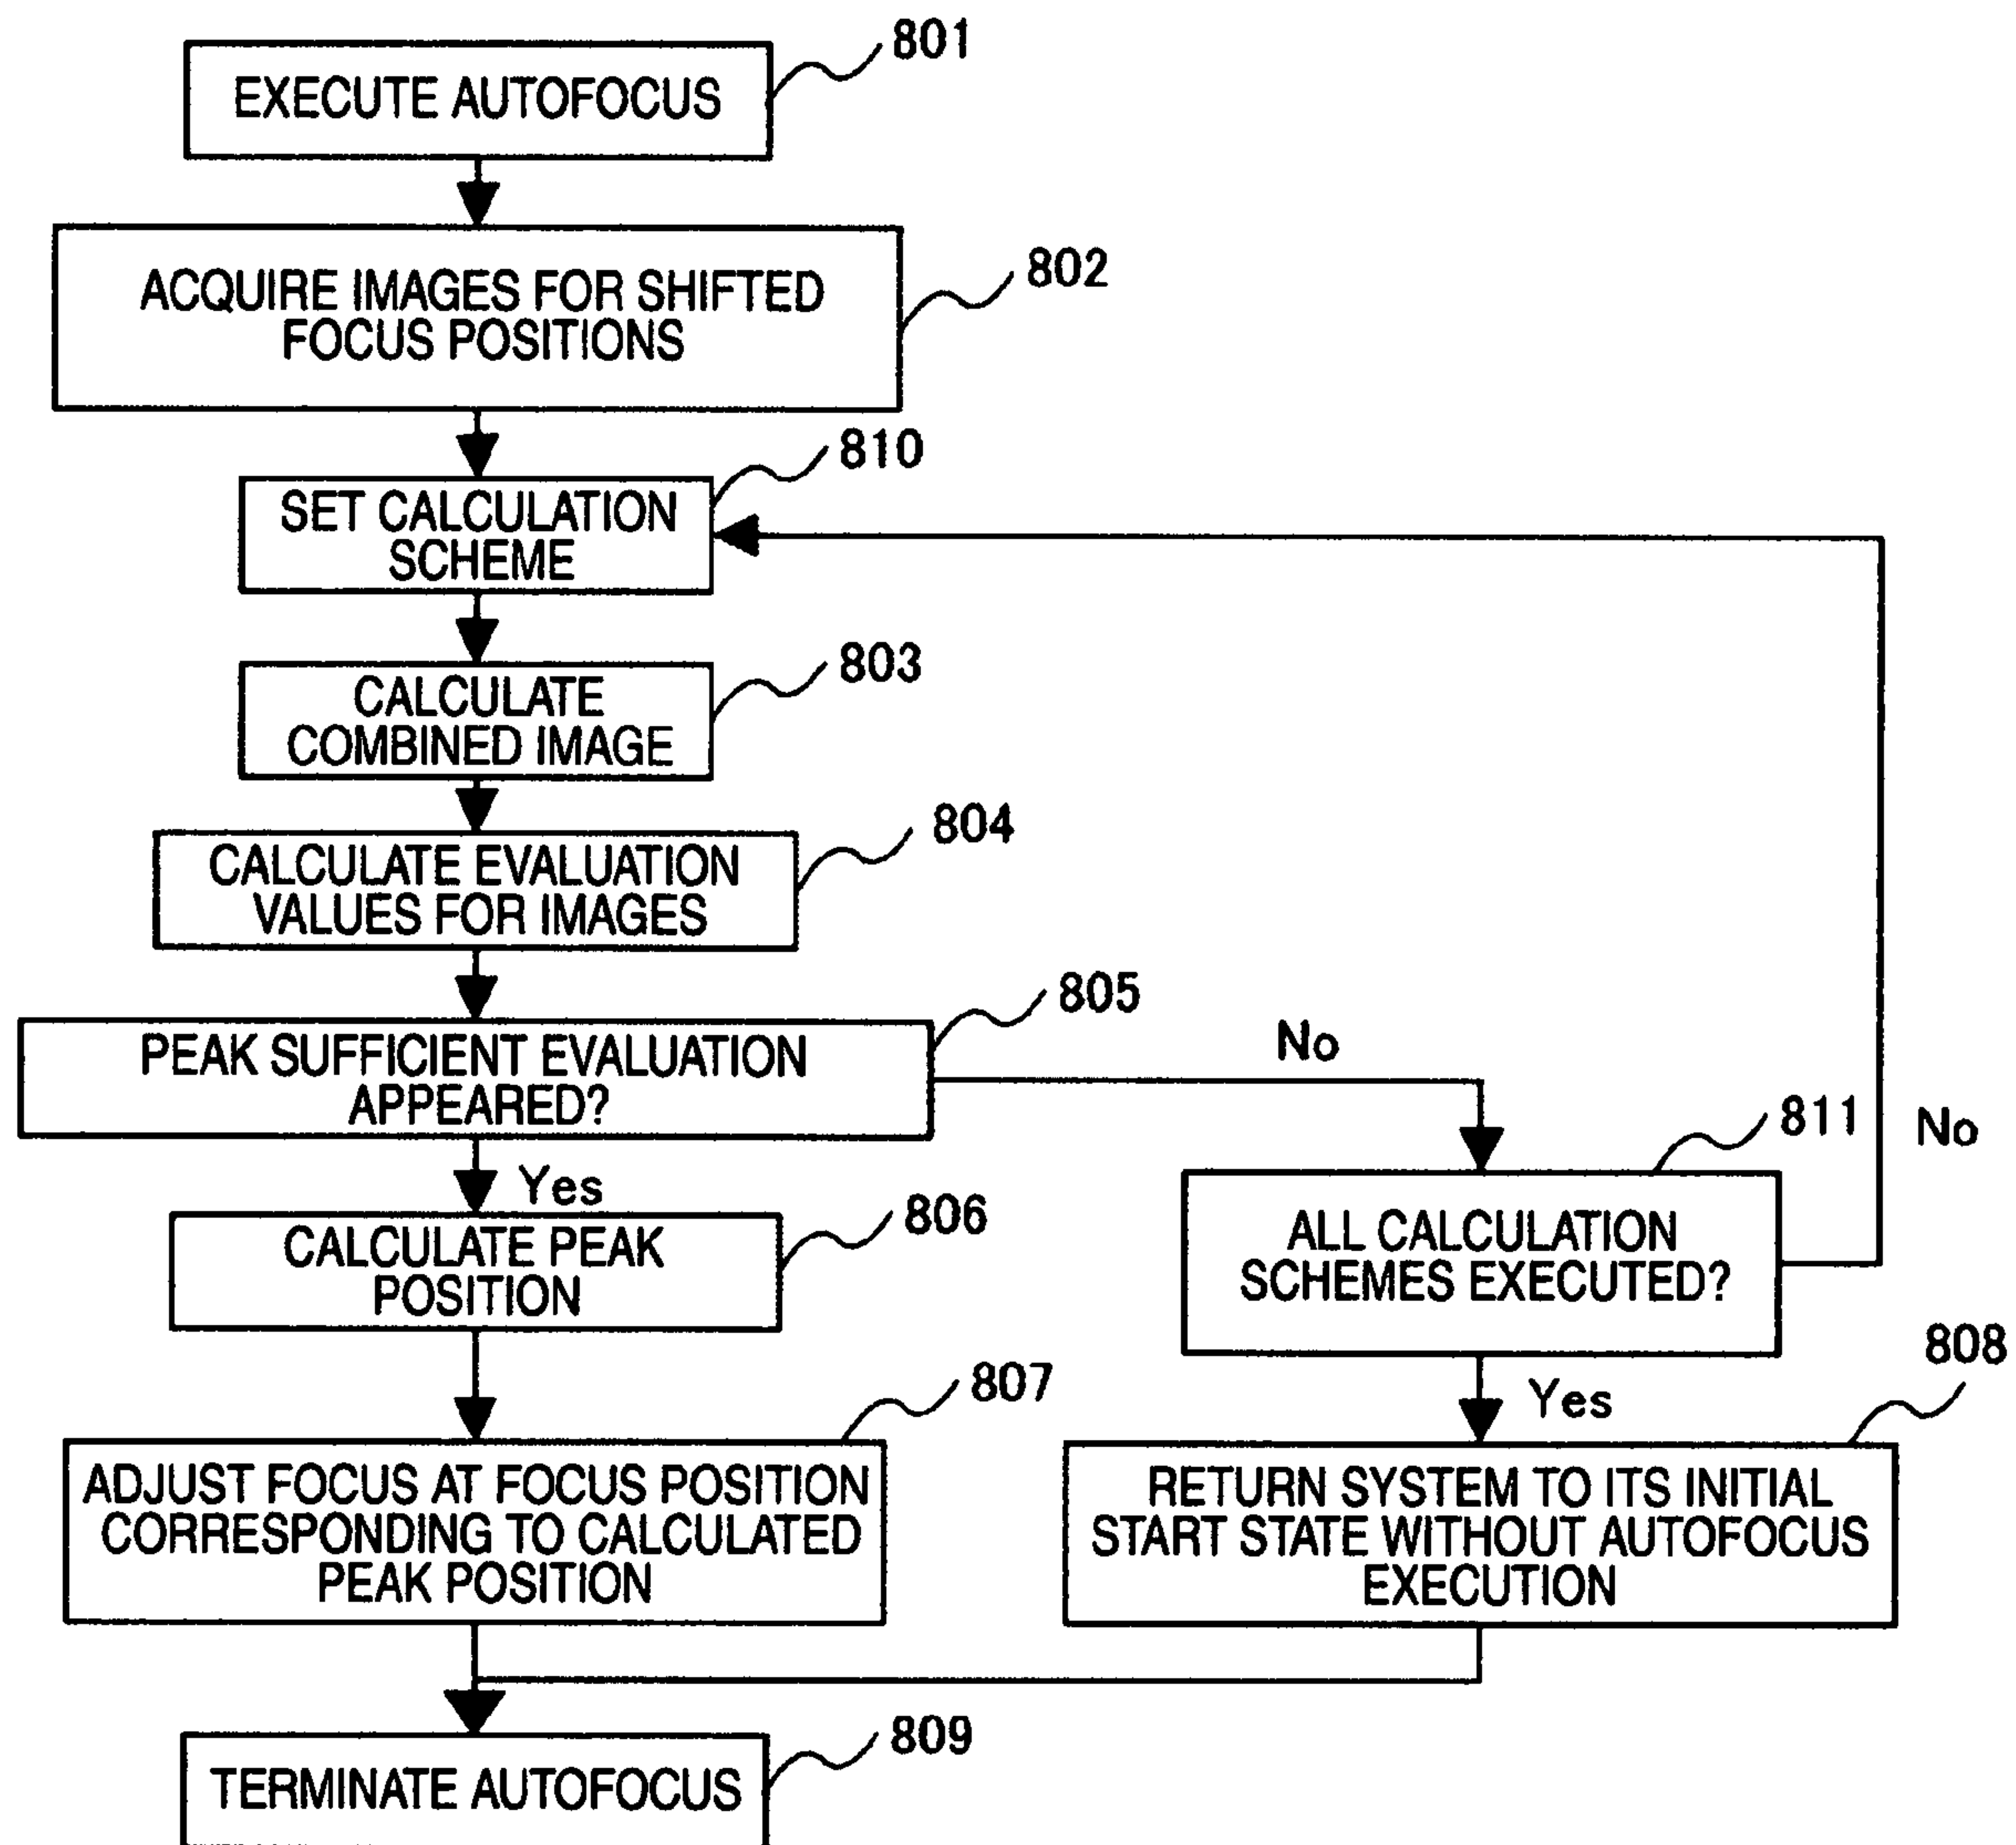 801
EXECUTE AUTOFOCUS
802
ACQUIRE IMAGES FOR SHIFTED
FOCUS POSITIONS
810
SET CALCULATION
SCHEME
803
CALCULATE
COMBINED IMAGE
804
CALCULATE EVALUATION
VALUES FOR IMAGES
805
PEAK SUFFICIENT EVALUATION
APPEARED?
No
811
No
Yes
ALL CALCULATION
SCHEMES EXECUTED?
806
CALCULATE PEAK
POSITION
808
Yes
807
ADJUST FOCUS AT FOCUS POSITION
CORRESPONDING TO CALCULATED
PEAK POSITION
RETURN SYSTEM TO ITS INITIAL
START STATE WITHOUT AUTOFOCUS
EXECUTION
809
TERMINATE AUTOFOCUS